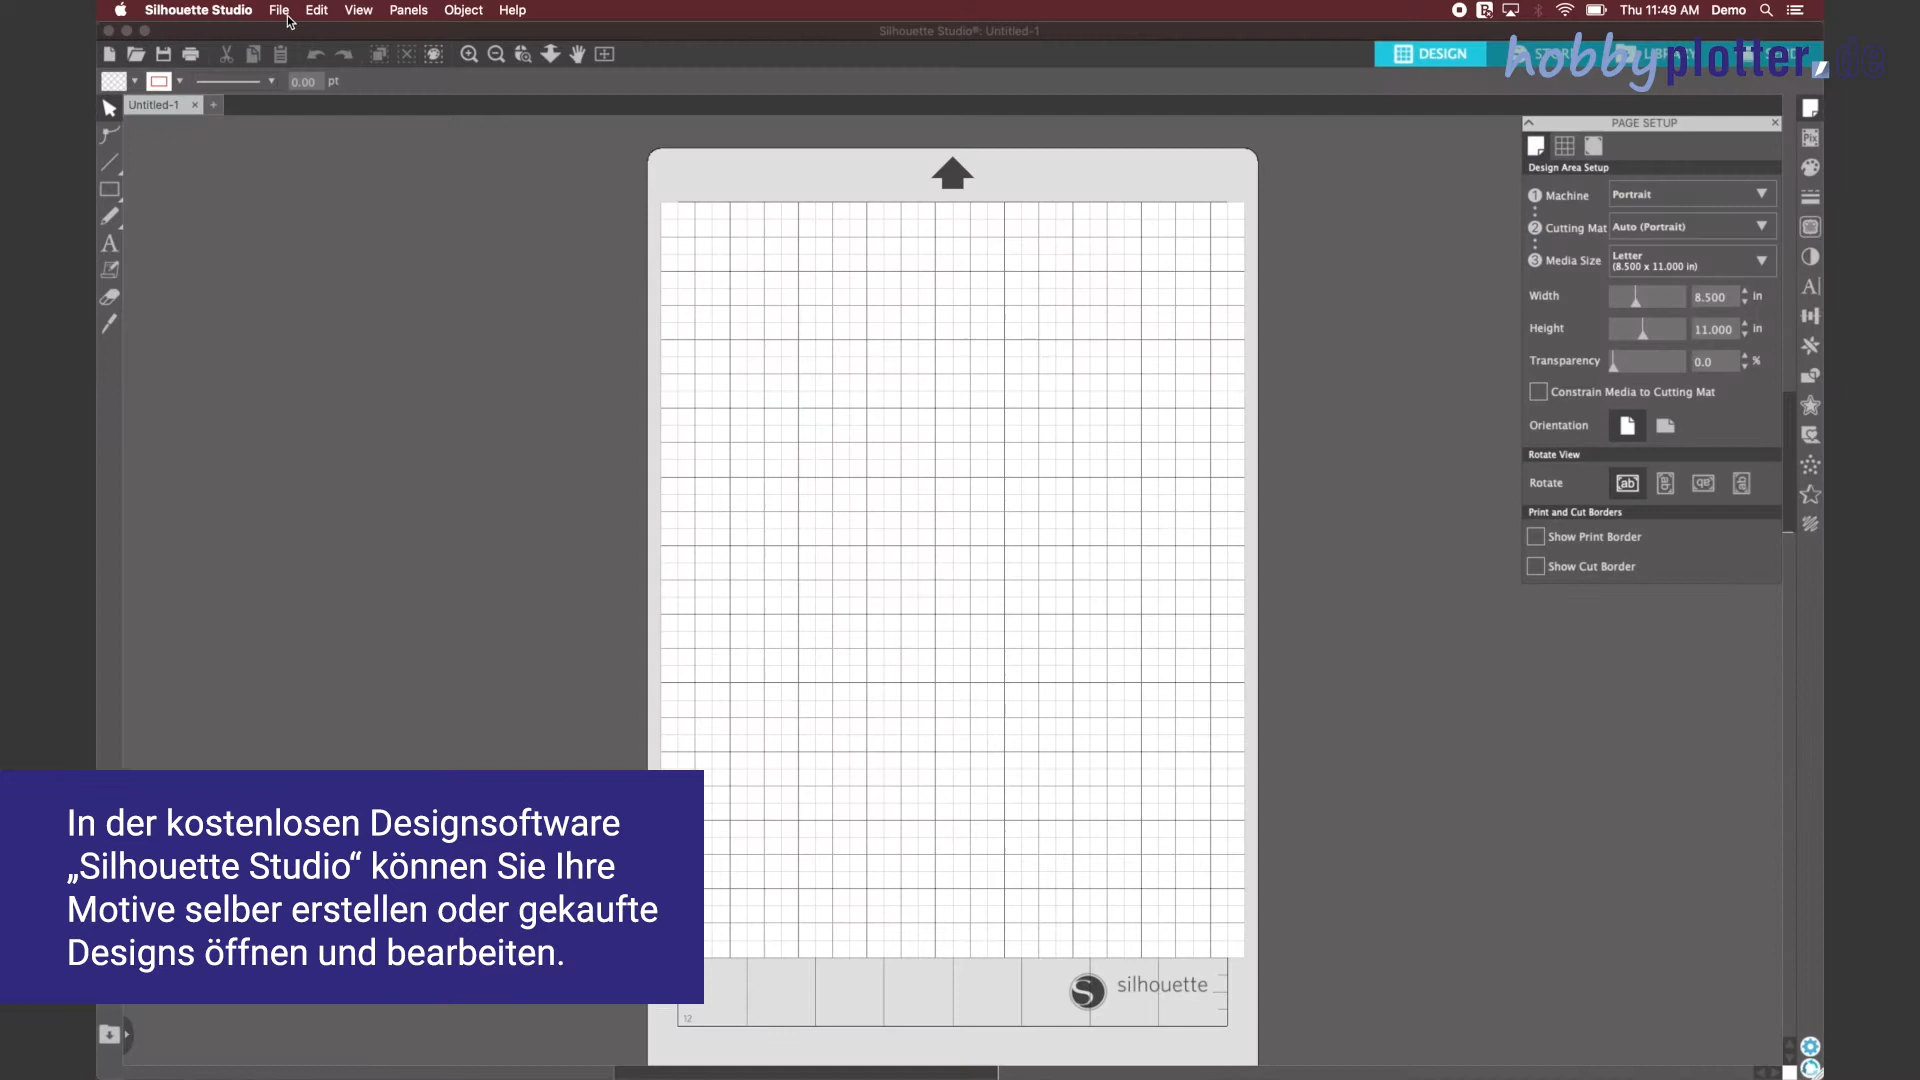 Silhouette Studio File Edit View Panels Object Help
Thu 11:49 AM Demo
Silhouette Studio®: Untitled-1
DESIGN
hobbyplotter.de
0.00 pt
Untitled-1
PAGE SETUP
Design Area Setup
1 Machine Portrait
2 Cutting Mat Auto (Portrait)
3 Media Size Letter
(8.500 x 11.000 in)
Width 8.500 in
Height 11.000 in
Transparency 0.0 %
Constrain Media to Cutting Mat
Orientation
Rotate View
Rotate
Print and Cut Borders
Show Print Border
Show Cut Border
In der kostenlosen Designsoftware
„Silhouette Studio“ können Sie Ihre
Motive selber erstellen oder gekaufte
Designs öffnen und bearbeiten.
silhouette
12